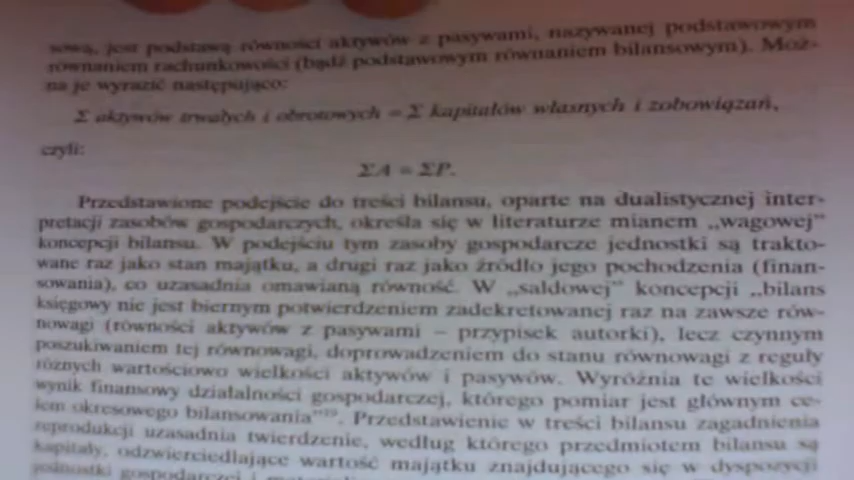 sową, jest podstawą równości aktywów z pasywami, nazywanej podstawowym
równaniem rachunkowości (bądź podstawowym równaniem bilansowym). Moż-
na je wyrazić następująco:
Σ aktywów trwałych i obrotowych = Σ kapitałów własnych i zobowiązań,
czyli:
ΣA = ΣP.
Przedstawione podejście do treści bilansu, oparte na dualistycznej inter-
pretacji zasobów gospodarczych, określa się w literaturze mianem „wagowej”
koncepcji bilansu. W podejściu tym zasoby gospodarcze jednostki są trakto-
wane raz jako stan majątku, a drugi raz jako źródło jego pochodzenia (finan-
sowania), co uzasadnia omawianą równość. W „saldowej” koncepcji „bilans
księgowy nie jest biernym potwierdzeniem zadekretowanej raz na zawsze rów-
nowagi (równości aktywów z pasywami – przypisek autorki), lecz czynnym
poszukiwaniem tej równowagi, doprowadzeniem do stanu równowagi z reguły
różnych wartościowo wielkości aktywów i pasywów. Wyróżnia te wielkości
wynik finansowy działalności gospodarczej, którego pomiar jest głównym ce-
lem okresowego bilansowania”. Przedstawienie w treści bilansu zagadnienia
reprodukcji uzasadnia twierdzenie, według którego przedmiotem bilansu są
kapitały, odzwierciedlające wartość majątku znajdującego się w dyspozycji
jednostki gospodarczej i